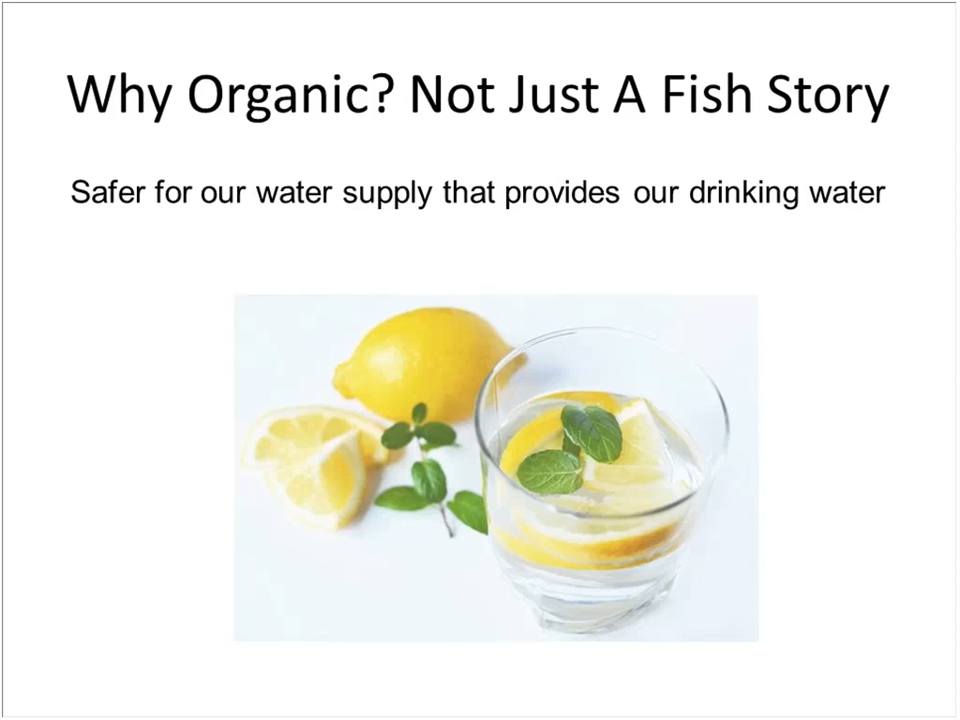 Why Organic? Not Just A Fish Story
Safer for our water supply that provides our drinking water